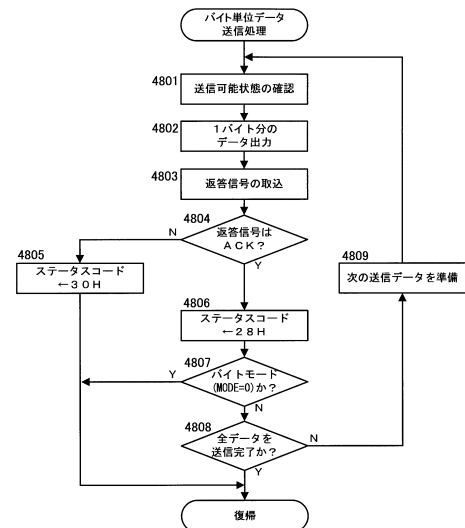 バイト単位データ
送信処理
4801
送信可能状態の確認
4802
1バイト分の
データ出力
4803
返答信号の取込
4804
返答信号は
ACK?
N
Y
4805
ステータスコード
←30H
4806
ステータスコード
←28H
4807
バイトモード
(MODE=0)か?
Y
N
4808
全データを
送信完了か?
N
Y
4809
次の送信データを準備
復帰